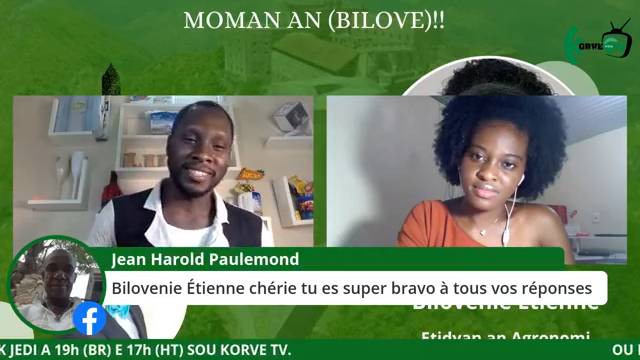 MOMAN AN (BILOVE)!!
KORVE
Jean Harold Paulemond
Bilovenie Étienne chérie tu es super bravo à tous vos réponses
Bilovenie Etienne
Etidyan an Agronomi
K JEDI A 19h (BR) E 17h (HT) SOU KORVE TV.
OU